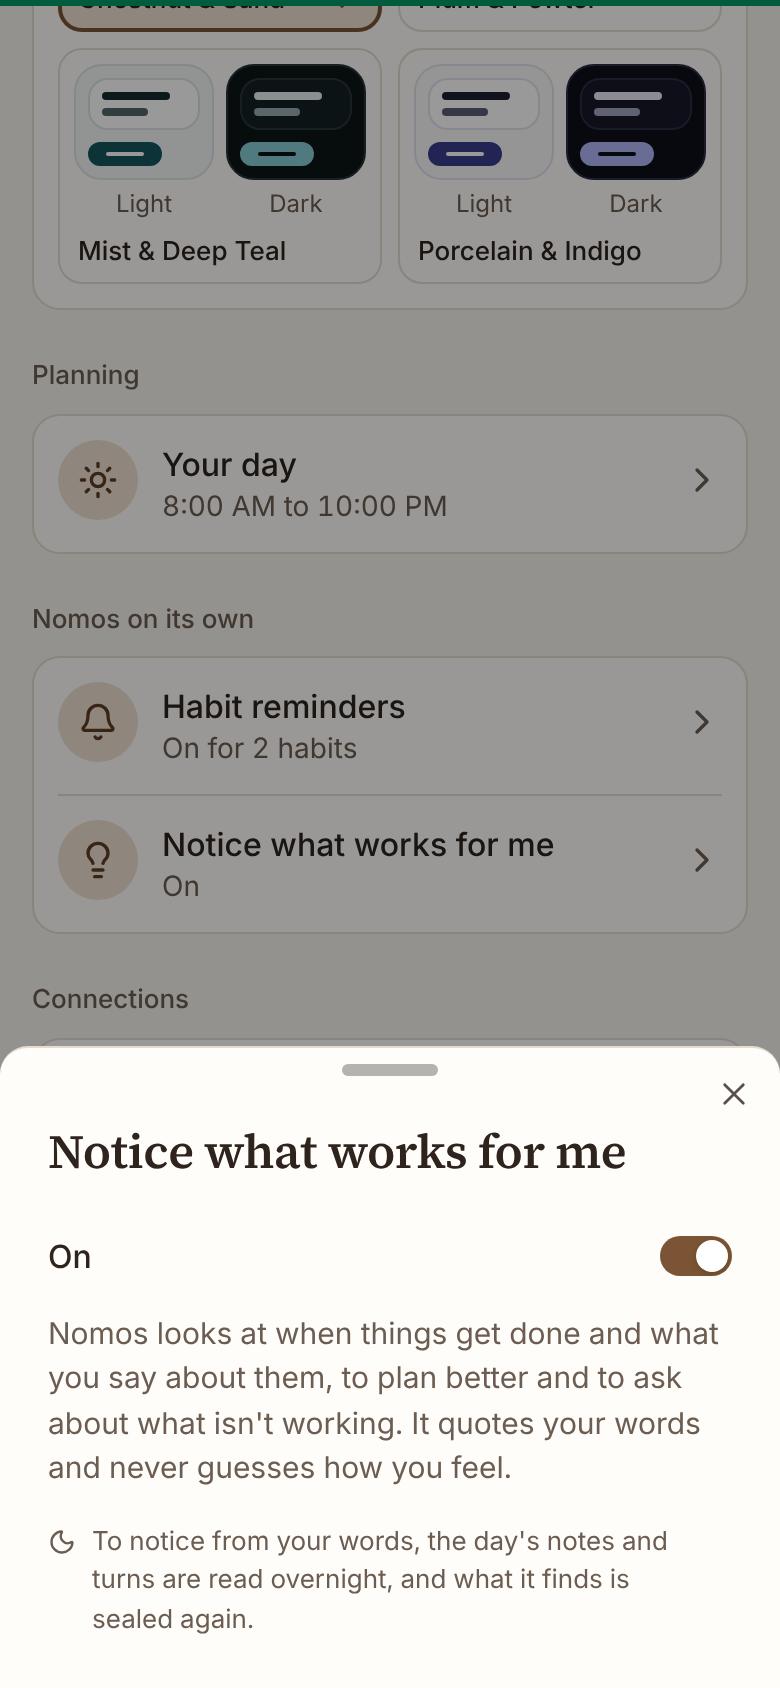 Light
Dark
Light
Dark
Mist & Deep Teal
Porcelain & Indigo
Planning
Your day
8:00 AM to 10:00 PM
Nomos on its own
Habit reminders
On for 2 habits
Notice what works for me
On
Connections
Notice what works for me
On
Nomos looks at when things get done and what
you say about them, to plan better and to ask
about what isn't working. It quotes your words
and never guesses how you feel.
To notice from your words, the day's notes and
turns are read overnight, and what it finds is
sealed again.